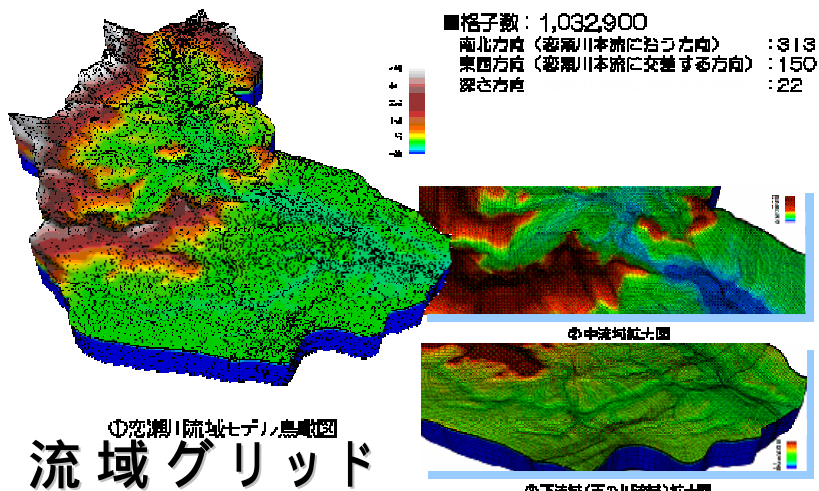 ■格子数：1,032,900
南北方向（恋瀬川本流に沿う方向）：313
東西方向（恋瀬川本流に交差する方向）：150
深さ方向：22
②中流域拡大図
①恋瀬川流域モデル鳥瞰図
流域グリッド